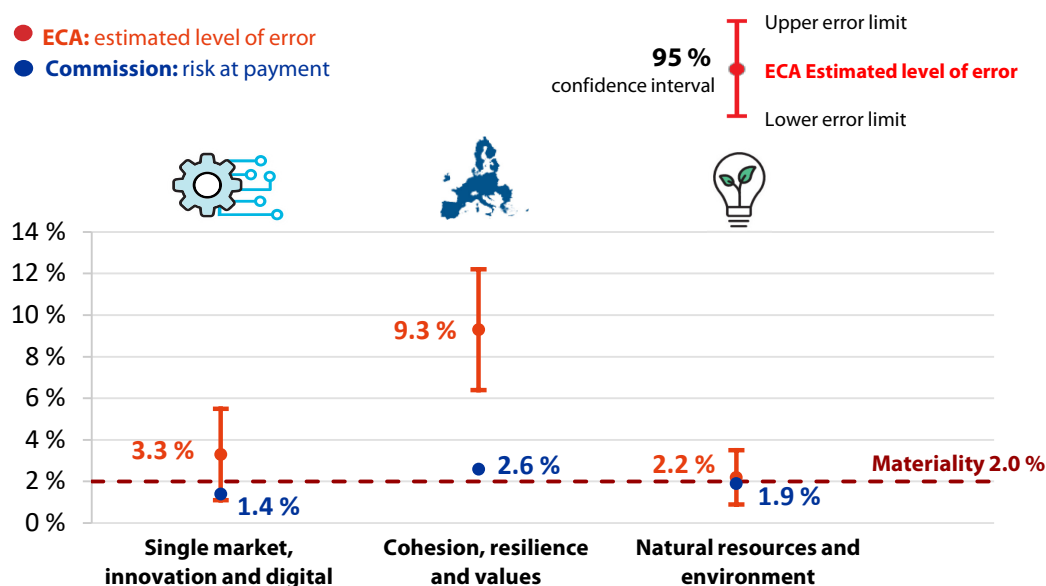 ECA: estimated level of error
Commission: risk at payment
95 %
confidence interval
Upper error limit
ECA Estimated level of error
Lower error limit
14 %
12 %
10 %
8 %
6 %
4 %
2 %
0 %
3.3 %
1.4 %
9.3 %
2.6 %
2.2 %
1.9 %
Materiality 2.0 %
Single market,
innovation and digital
Cohesion, resilience
and values
Natural resources and
environment